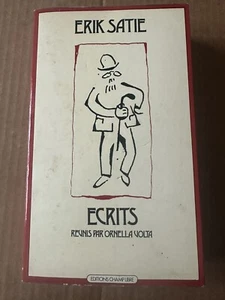 ERIK SATIE
ECRITS
REUNIS PAR ORNELLA VOLTA
EDITIONS CHAMP LIBRE